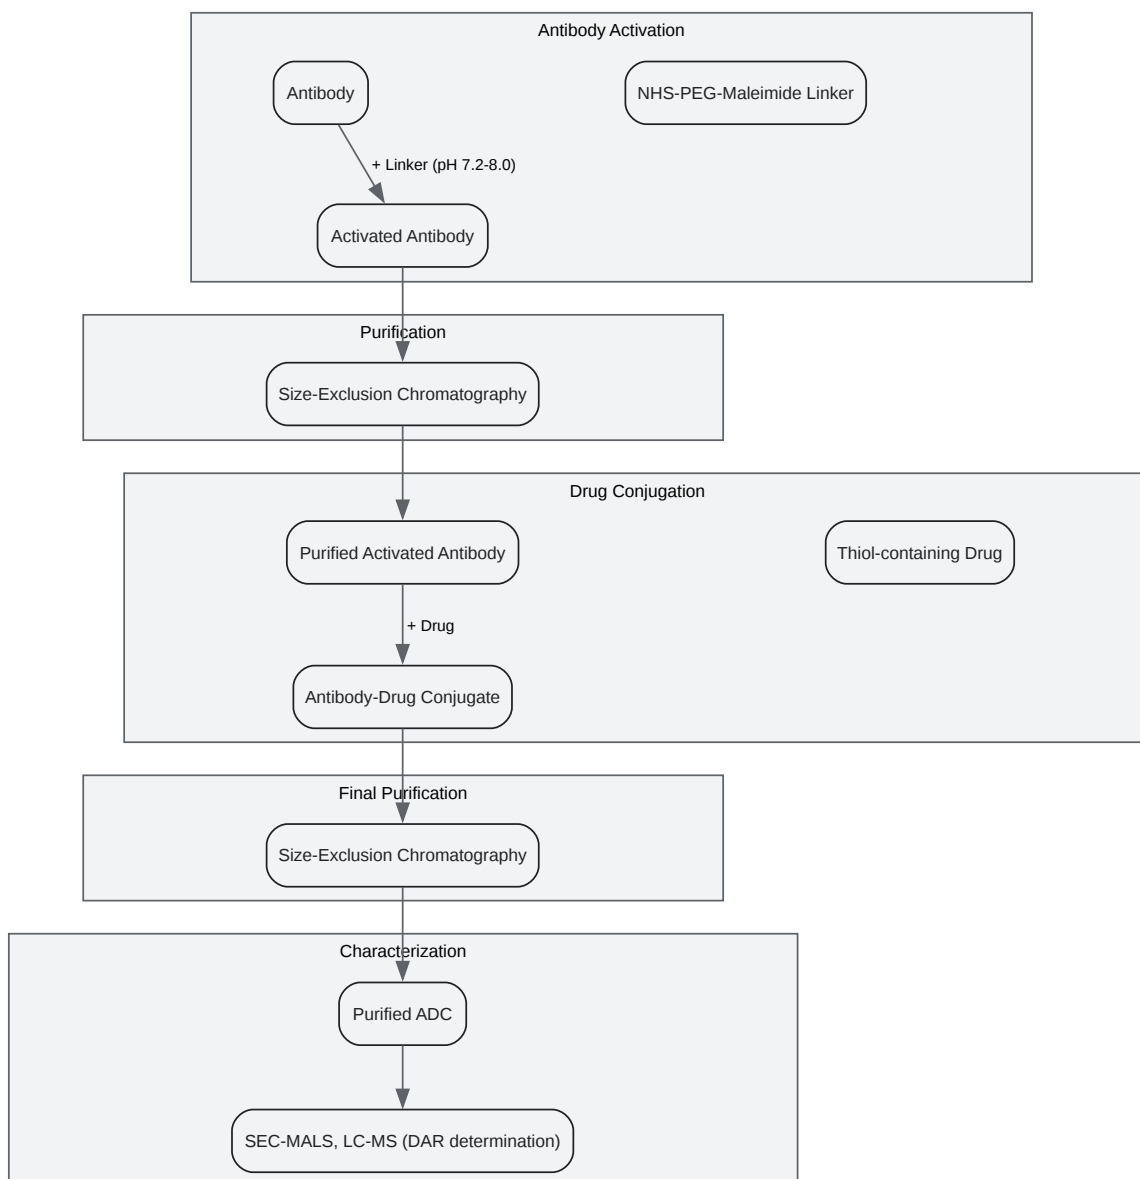 Antibody Activation
Antibody
NHS-PEG-Maleimide Linker
+ Linker (pH 7.2-8.0)
Activated Antibody
Purification
Size-Exclusion Chromatography
Drug Conjugation
Purified Activated Antibody
Thiol-containing Drug
+ Drug
Antibody-Drug Conjugate
Final Purification
Size-Exclusion Chromatography
Characterization
Purified ADC
SEC-MALS, LC-MS (DAR determination)